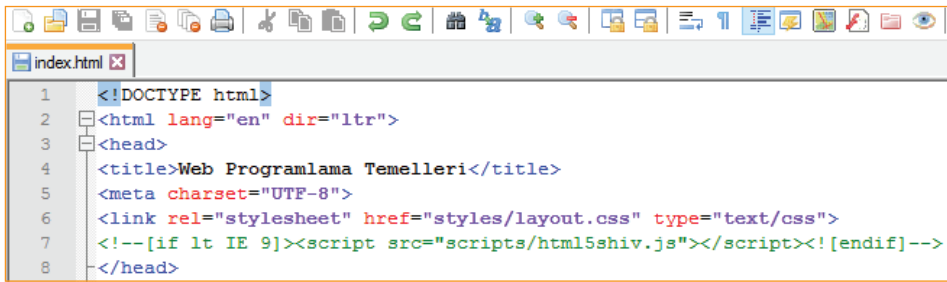 index.html
1 <!DOCTYPE html>
2 <html lang="en" dir="ltr">
3 <head>
4 <title>Web Programlama Temelleri</title>
5 <meta charset="UTF-8">
6 <link rel="stylesheet" href="styles/layout.css" type="text/css">
7 <!--[if lt IE 9]><script src="scripts/html5shiv.js"></script><![endif]-->
8 </head>